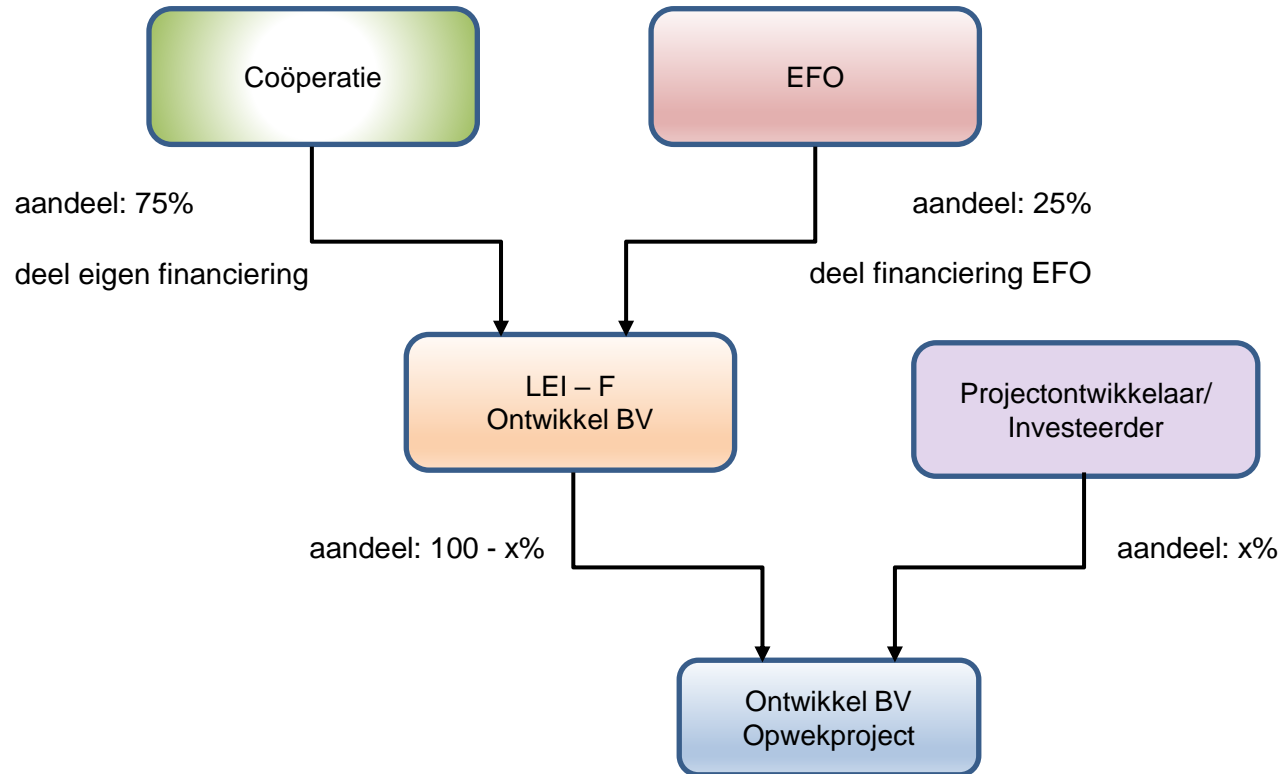 Coöperatie
EFO
aandeel: 75%
aandeel: 25%
deel eigen financiering
deel financiering EFO
LEI – F
Ontwikkel BV
Projectontwikkelaar/
Investeerder
aandeel: 100 - x%
aandeel: x%
Ontwikkel BV
Opwekproject